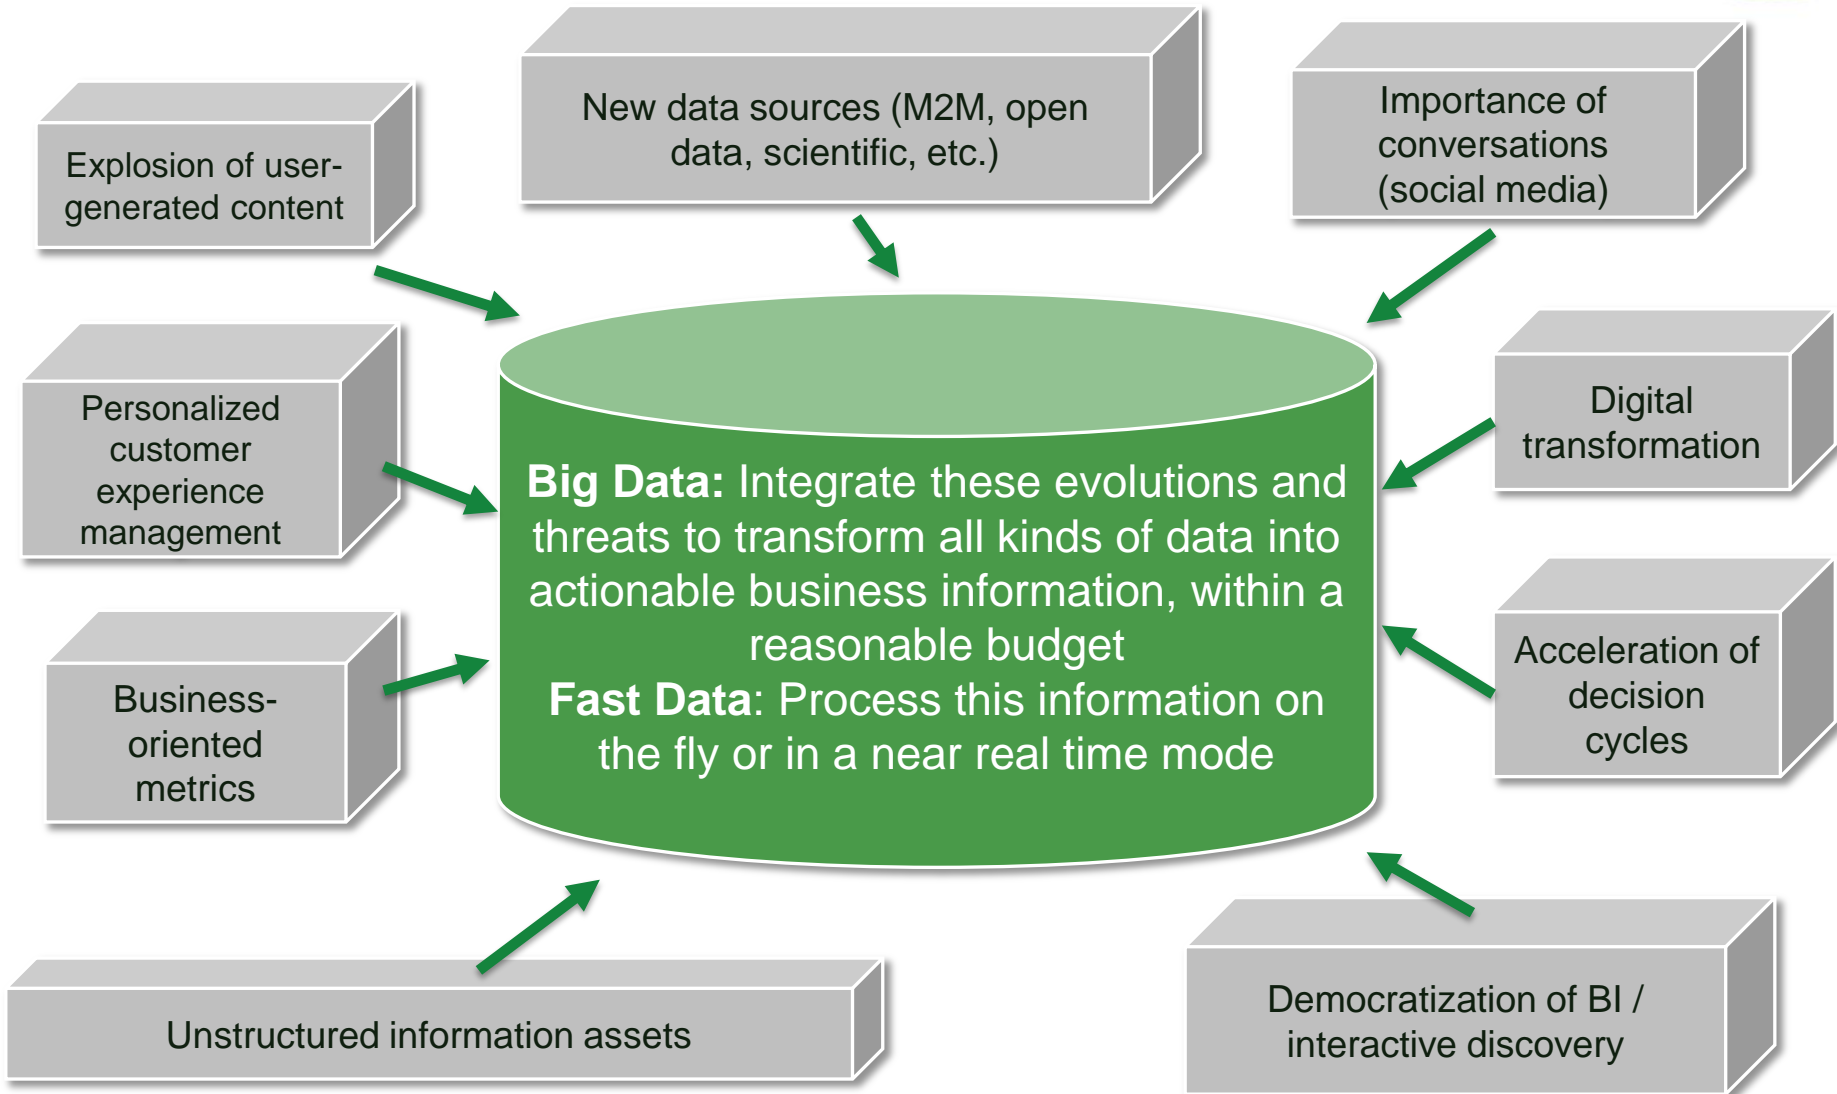 New data sources (M2M, open
data, scientific, etc.)
Importance of
conversations
(social media)
Explosion of user-
generated content
Personalized
customer
experience
management
Digital
transformation
Big Data: Integrate these evolutions and
threats to transform all kinds of data into
actionable business information, within a
reasonable budget
Fast Data: Process this information on
the fly or in a near real time mode
Business-
oriented
metrics
Acceleration of
decision
cycles
Unstructured information assets
Democratization of BI /
interactive discovery